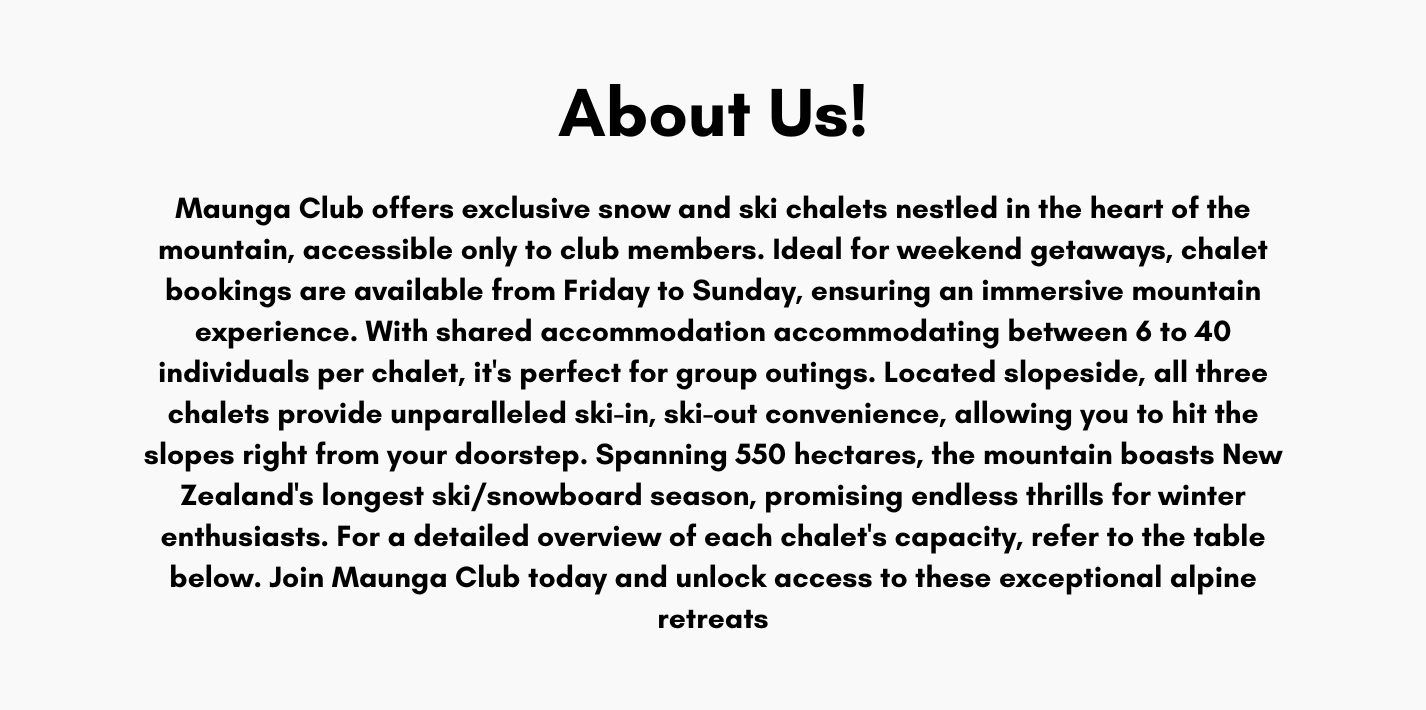 About Us!
Maunga Club offers exclusive snow and ski chalets nestled in the heart of the
mountain, accessible only to club members. Ideal for weekend getaways, chalet
bookings are available from Friday to Sunday, ensuring an immersive mountain
experience. With shared accommodation accommodating between 6 to 40
individuals per chalet, it's perfect for group outings. Located slopeside, all three
chalets provide unparalleled ski-in, ski-out convenience, allowing you to hit the
slopes right from your doorstep. Spanning 550 hectares, the mountain boasts New
Zealand's longest ski/snowboard season, promising endless thrills for winter
enthusiasts. For a detailed overview of each chalet's capacity, refer to the table
below. Join Maunga Club today and unlock access to these exceptional alpine
retreats